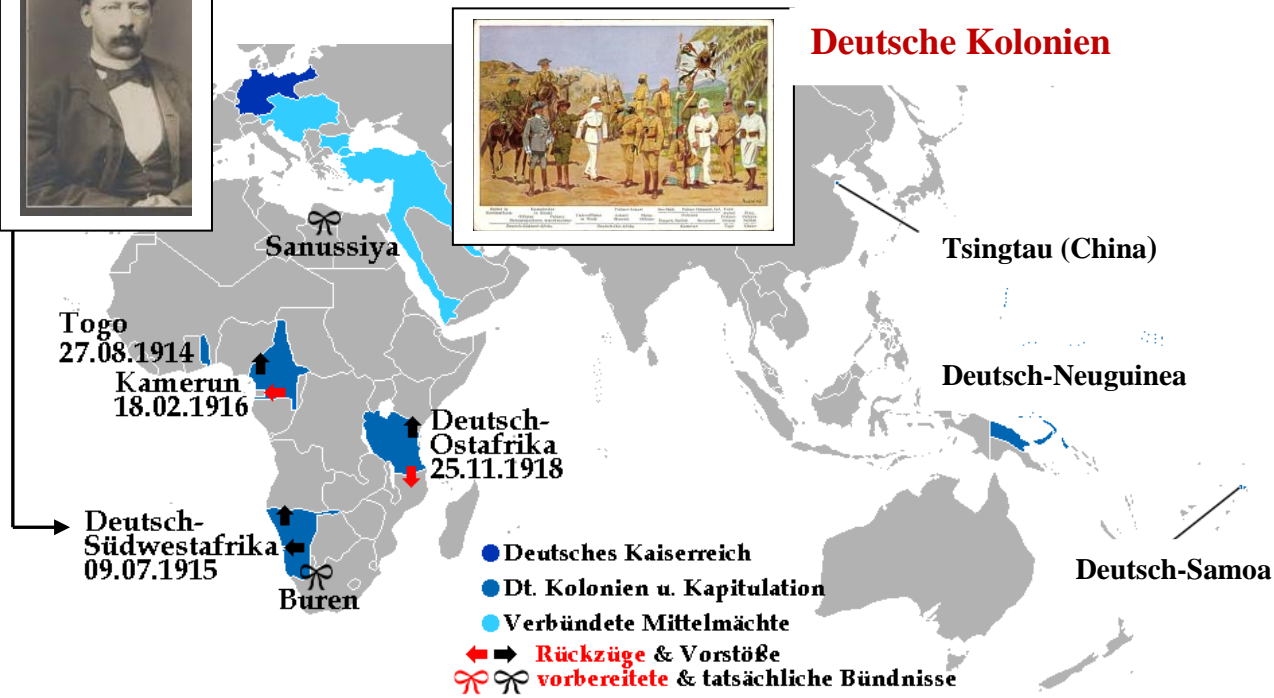 Deutsche Kolonien
Sanussiya
Tsingtau (China)
Togo
27.08.1914
Kamerun
18.02.1916
Deutsch-Neuguinea
Deutsch-
Ostafrika
25.11.1918
Deutsch-
Südwestafrika
09.07.1915
Buren
Deutsch-Samoa
Deutsches Kaiserreich
Dt. Kolonien u. Kapitulation
Verbündete Mittelmächte
Rückzüge & Vorstöße
vorbereitete & tatsächliche Bündnisse